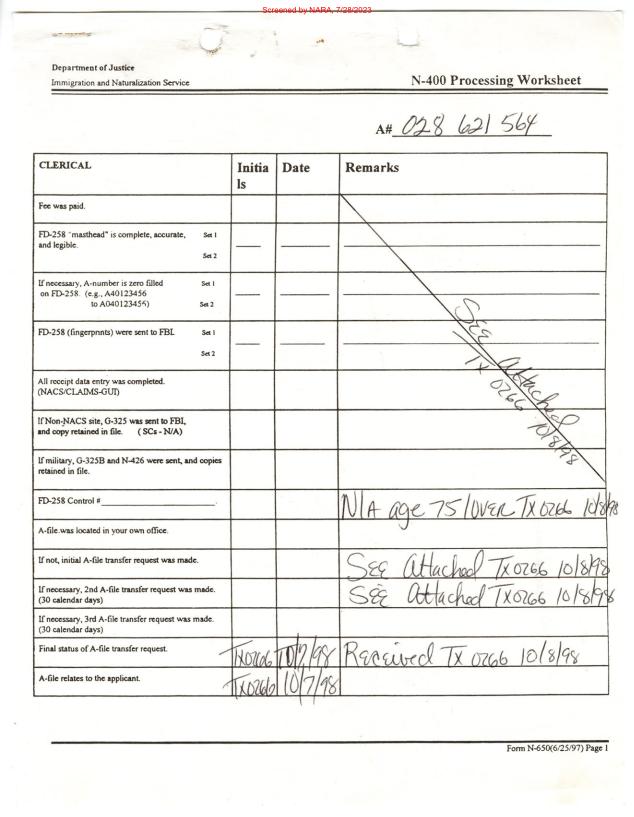 Screened by NARA, 7/28/2023
Department of Justice
Immigration and Naturalization Service
N-400 Processing Worksheet
A# 028 621 564
CLERICAL Initia Date Remarks
ls
Fee was paid.
FD-258 "masthead" is complete, accurate, Set 1
and legible.
Set 2
If necessary, A-number is zero filled Set 1
on FD-258. (e.g., A40123456
to A040123456) Set 2
FD-258 (fingerprints) were sent to FBI. Set 1
Set 2
See Attached
TX 0266 10/8/98
All receipt data entry was completed.
(NACS/CLAIMS-GUI)
If Non-NACS site, G-325 was sent to FBI,
and copy retained in file. (SCs - N/A)
If military, G-325B and N-426 were sent, and copies
retained in file.
FD-258 Control # N/A age 75/OVER TX0266 10/8/98
A-file was located in your own office.
If not, initial A-file transfer request was made. See Attached TX0266 10/8/98
If necessary, 2nd A-file transfer request was made. See Attached TX0266 10/8/98
(30 calendar days)
If necessary, 3rd A-file transfer request was made.
(30 calendar days)
Final status of A-file transfer request. TX0266 10/7/98 Received TX 0266 10/8/98
A-file relates to the applicant. TX0266 10/7/98
Form N-650(6/25/97) Page 1